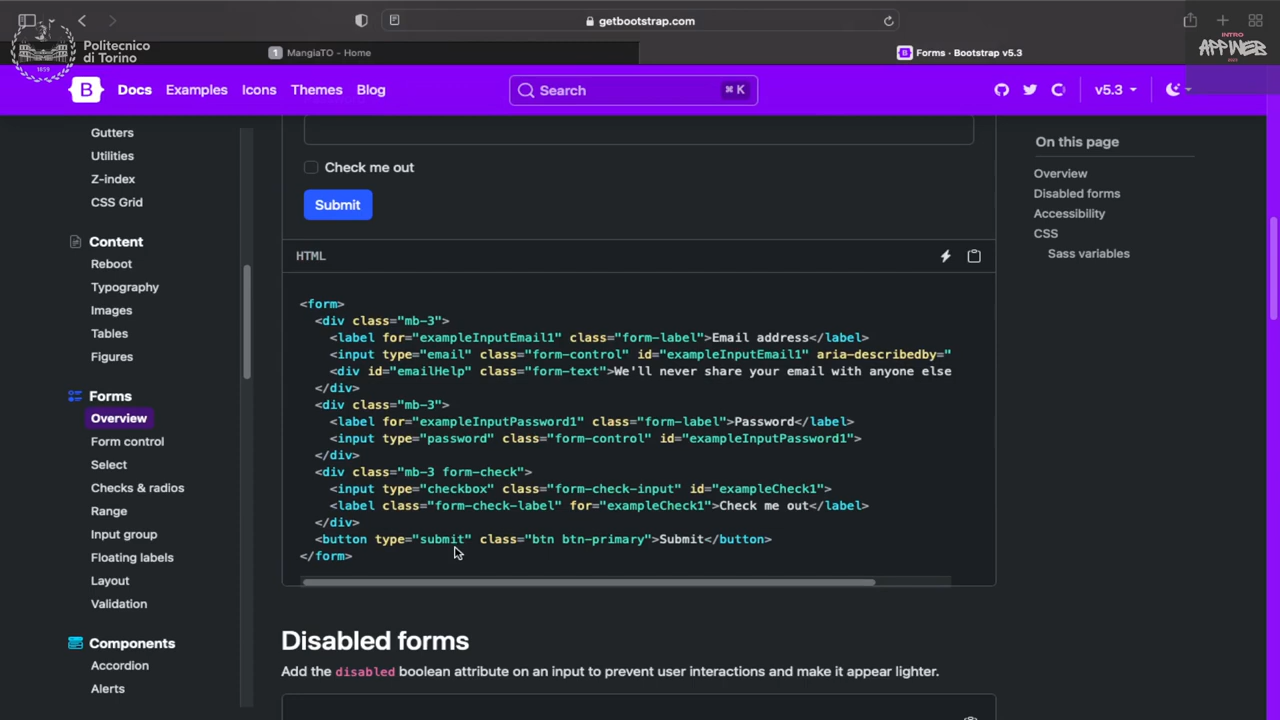 getbootstrap.com
Politecnico
di Torino
1859
1 MangiaTO - Home
B Forms - Bootstrap v5.3
INTRO
APPINER
B Docs Examples Icons Themes Blog
Search ⌘ K
v5.3
Gutters
Utilities
Z-index
CSS Grid
Content
Reboot
Typography
Images
Tables
Figures
Forms
Overview
Form control
Select
Checks & radios
Range
Input group
Floating labels
Layout
Validation
Components
Accordion
Alerts
Check me out
Submit
HTML
<form>
<div class="mb-3">
<label for="exampleInputEmail1" class="form-label">Email address</label>
<input type="email" class="form-control" id="exampleInputEmail1" aria-describedby="
<div id="emailHelp" class="form-text">We'll never share your email with anyone else
</div>
<div class="mb-3">
<label for="exampleInputPassword1" class="form-label">Password</label>
<input type="password" class="form-control" id="exampleInputPassword1">
</div>
<div class="mb-3 form-check">
<input type="checkbox" class="form-check-input" id="exampleCheck1">
<label class="form-check-label" for="exampleCheck1">Check me out</label>
</div>
<button type="submit" class="btn btn-primary">Submit</button>
</form>
Disabled forms
Add the disabled boolean attribute on an input to prevent user interactions and make it appear lighter.
On this page
Overview
Disabled forms
Accessibility
CSS
Sass variables